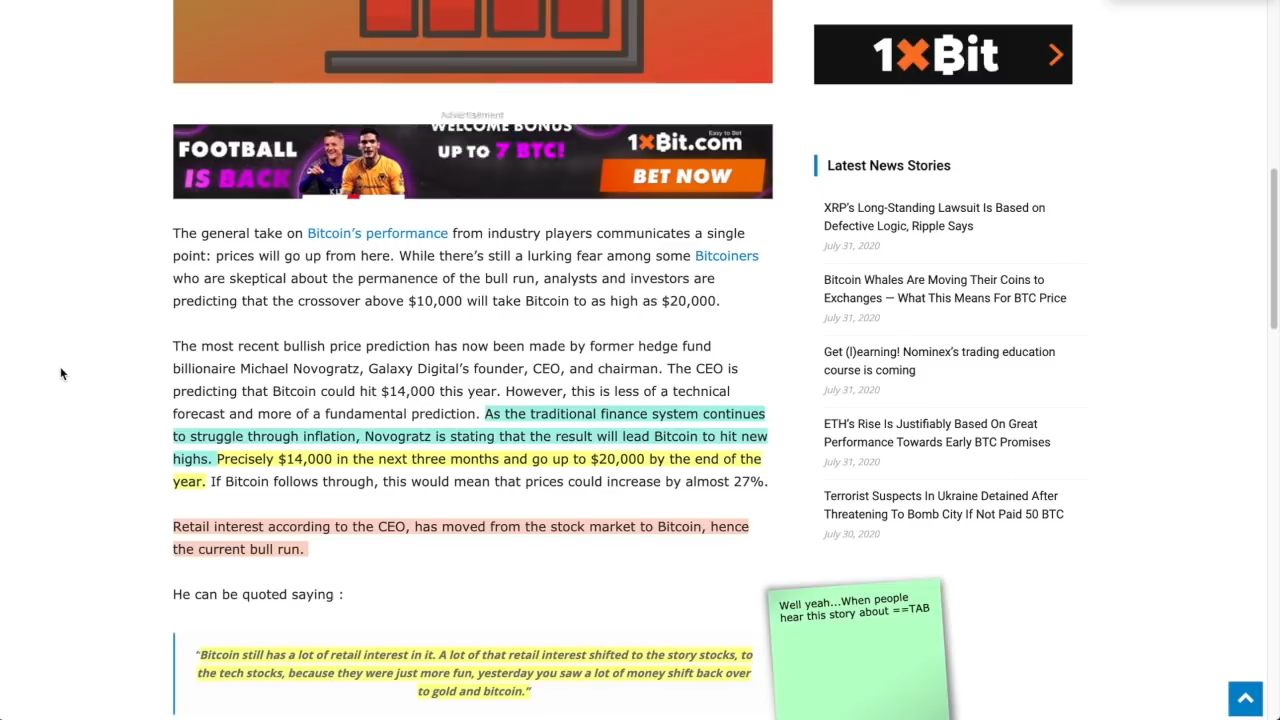 1xBit
Advertisement
FOOTBALL
IS BACK
WELCOME BONUS
UP TO 7 BTC!
Easy to Bet
1xBit.com
BET NOW
The general take on Bitcoin’s performance from industry players communicates a single
point: prices will go up from here. While there’s still a lurking fear among some Bitcoiners
who are skeptical about the permanence of the bull run, analysts and investors are
predicting that the crossover above $10,000 will take Bitcoin to as high as $20,000.
The most recent bullish price prediction has now been made by former hedge fund
billionaire Michael Novogratz, Galaxy Digital’s founder, CEO, and chairman. The CEO is
predicting that Bitcoin could hit $14,000 this year. However, this is less of a technical
forecast and more of a fundamental prediction. As the traditional finance system continues
to struggle through inflation, Novogratz is stating that the result will lead Bitcoin to hit new
highs. Precisely $14,000 in the next three months and go up to $20,000 by the end of the
year. If Bitcoin follows through, this would mean that prices could increase by almost 27%.
Retail interest according to the CEO, has moved from the stock market to Bitcoin, hence
the current bull run.
He can be quoted saying :
“Bitcoin still has a lot of retail interest in it. A lot of that retail interest shifted to the story stocks, to
the tech stocks, because they were just more fun, yesterday you saw a lot of money shift back over
to gold and bitcoin.”
Latest News Stories
XRP’s Long-Standing Lawsuit Is Based on
Defective Logic, Ripple Says
July 31, 2020
Bitcoin Whales Are Moving Their Coins to
Exchanges — What This Means For BTC Price
July 31, 2020
Get (l)earning! Nominex’s trading education
course is coming
July 31, 2020
ETH’s Rise Is Justifiably Based On Great
Performance Towards Early BTC Promises
July 31, 2020
Terrorist Suspects In Ukraine Detained After
Threatening To Bomb City If Not Paid 50 BTC
July 30, 2020
Well yeah...When people
hear this story about ==TAB